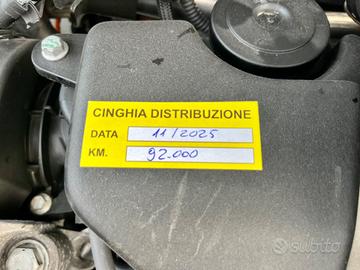 CINGHIA DISTRIBUZIONE
DATA 11/2025
KM. 92.000
subito